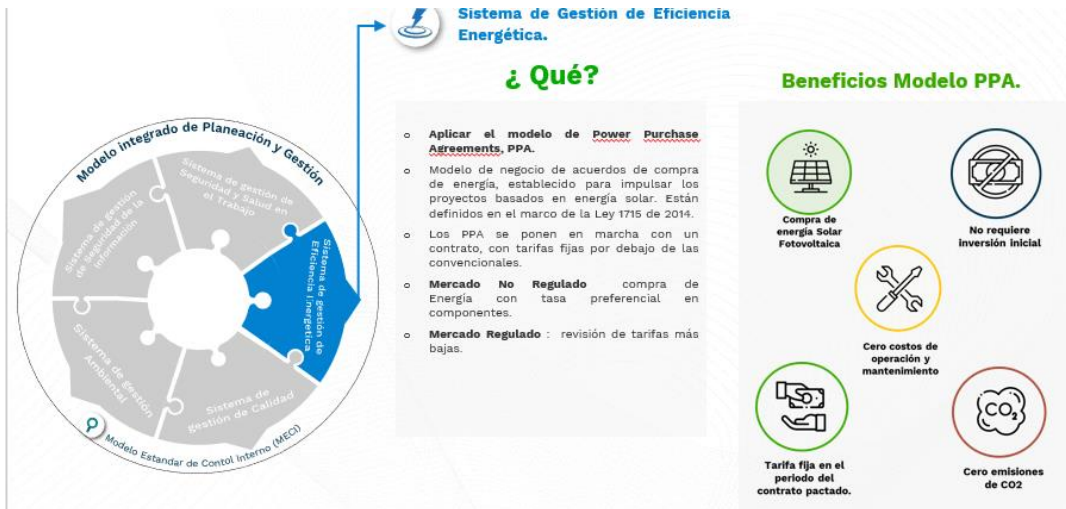 Sistema de Gestión de Eficiencia
Energética.
¿ Qué?
Beneficios Modelo PPA.
Modelo integrado de Planeación y Gestión
Sistema de gestión de
Seguridad y Salud en
el Trabajo
Sistema de gestión
de Seguridad de la
Información
Sistema de gestión de
Eficiencia Energetica
Sistema de gestión
Ambiental
Sistema de
gestión de Calidad
Modelo Estandar de Contol Interno (MECI)
o Aplicar el modelo de Power Purchase
Agreements, PPA.
o Modelo de negocio de acuerdos de compra
de energía, establecido para impulsar los
proyectos basados en energía solar. Están
definidos en el marco de la Ley 1715 de 2014.
o Los PPA se ponen en marcha con un
contrato, con tarifas fijas por debajo de las
convencionales.
o Mercado No Regulado compra de
Energía con tasa preferencial en
componentes.
o Mercado Regulado : revisión de tarifas más
bajas.
Compra de
energía Solar
Fotovoltaica
No requiere
inversión inicial
Cero costos de
operación y
mantenimiento
Tarifa fija en el
periodo del
contrato pactado.
CO2
Cero emisiones
de CO2